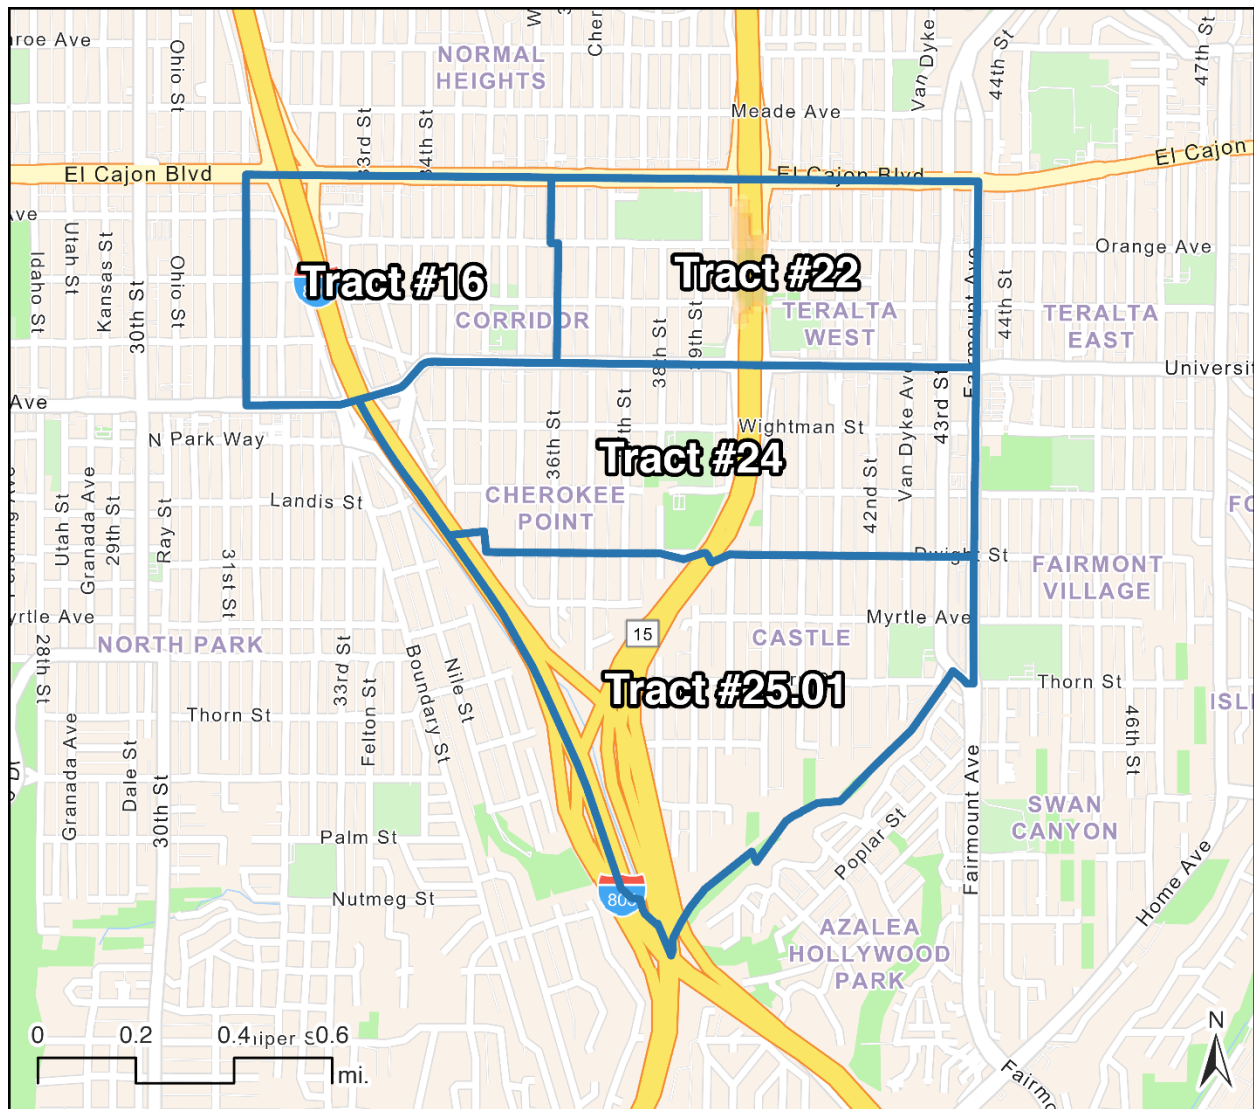 NORMAL
HEIGHTS
Ohio St
Van Dyke
44th St
47th St
Meade Ave
34th St
El Cajon Blvd
El Cajon Blvd
El Cajon
Utah St
Kansas St
Idaho St
30th St
Ohio St
Tract #16
CORRIDOR
Tract #22
TERALTA
WEST
38th St
Orange Ave
44th St
TERALTA
EAST
Fairmount Ave
Ave
N Park Way
Landis St
Utah St
Granada Ave
29th St
Ray St
31st St
36th St
Tract #24
CHEROKEE
POINT
Wightman St
42nd St
Van Dyke Ave
43rd St
Dwight St
FAIRMONT
VILLAGE
28th St
NORTH PARK
33rd St
Boundary St
Nile St
15
CASTLE
Myrtle Ave
Tract #25.01
Thorn St
Thorn St
Felton St
46th St
Granada Ave
Dale St
30th St
Palm St
Nutmeg St
805
Poplar St
Fairmount Ave
SWAN
CANYON
Home Ave
AZALEA
HOLLYWOOD
PARK
0 0.2 0.4 0.6
mi.
N